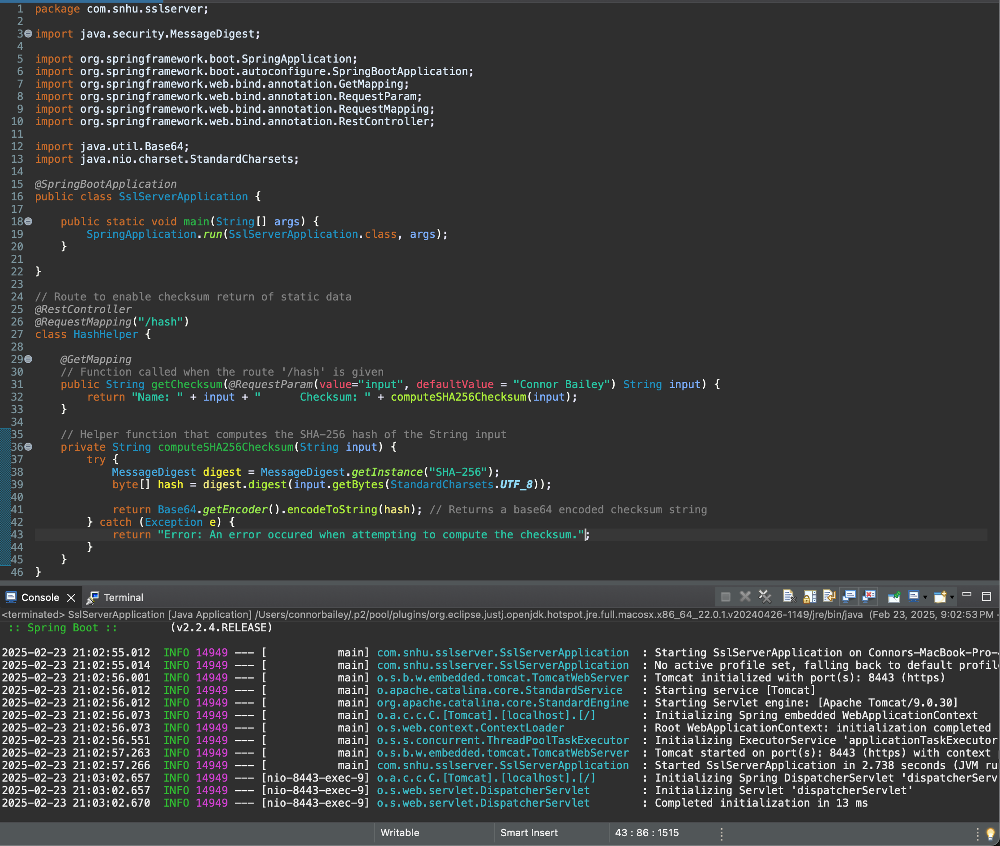 1 package com.snhu.sslserver;
2
3 import java.security.MessageDigest;
4
5 import org.springframework.boot.SpringApplication;
6 import org.springframework.boot.autoconfigure.SpringBootApplication;
7 import org.springframework.web.bind.annotation.GetMapping;
8 import org.springframework.web.bind.annotation.RequestParam;
9 import org.springframework.web.bind.annotation.RequestMapping;
10 import org.springframework.web.bind.annotation.RestController;
11
12 import java.util.Base64;
13 import java.nio.charset.StandardCharsets;
14
15 @SpringBootApplication
16 public class SslServerApplication {
17
18     public static void main(String[] args) {
19         SpringApplication.run(SslServerApplication.class, args);
20     }
21
22 }
23
24 // Route to enable checksum return of static data
25 @RestController
26 @RequestMapping("/hash")
27 class HashHelper {
28
29     @GetMapping
30     // Function called when the route '/hash' is given
31     public String getChecksum(@RequestParam(value="input", defaultValue = "Connor Bailey") String input) {
32         return "Name: " + input + "      Checksum: " + computeSHA256Checksum(input);
33     }
34
35     // Helper function that computes the SHA-256 hash of the String input
36     private String computeSHA256Checksum(String input) {
37         try {
38             MessageDigest digest = MessageDigest.getInstance("SHA-256");
39             byte[] hash = digest.digest(input.getBytes(StandardCharsets.UTF_8));
40
41             return Base64.getEncoder().encodeToString(hash); // Returns a base64 encoded checksum string
42         } catch (Exception e) {
43             return "Error: An error occured when attempting to compute the checksum.";
44         }
45     }
46 }
Console Terminal
<terminated> SslServerApplication [Java Application] /Users/connorbailey/.p2/pool/plugins/org.eclipse.justj.openjdk.hotspot.jre.full.macosx.x86_64_22.0.1.v20240426-1149/jre/bin/java (Feb 23, 2025, 9:02:53 PM -
:: Spring Boot ::        (v2.2.4.RELEASE)
2025-02-23 21:02:55.012  INFO 14949 --- [           main] com.snhu.sslserver.SslServerApplication  : Starting SslServerApplication on Connors-MacBook-Pro-
2025-02-23 21:02:55.014  INFO 14949 --- [           main] com.snhu.sslserver.SslServerApplication  : No active profile set, falling back to default
2025-02-23 21:02:56.001  INFO 14949 --- [           main] o.s.b.w.embedded.tomcat.TomcatWebServer  : Tomcat initialized with port(s): 8443 (https)
2025-02-23 21:02:56.012  INFO 14949 --- [           main] o.apache.catalina.core.StandardService   : Starting service [Tomcat]
2025-02-23 21:02:56.012  INFO 14949 --- [           main] org.apache.catalina.core.StandardEngine  : Starting Servlet engine: [Apache Tomcat/9.0.30]
2025-02-23 21:02:56.073  INFO 14949 --- [           main] o.a.c.c.C.[Tomcat].[localhost].[/]       : Initializing Spring embedded WebApplicationContext
2025-02-23 21:02:56.073  INFO 14949 --- [           main] o.s.web.context.ContextLoader            : Root WebApplicationContext: initialization completed
2025-02-23 21:02:56.551  INFO 14949 --- [           main] o.s.s.concurrent.ThreadPoolTaskExecutor  : Initializing ExecutorService 'applicationTaskExecutor
2025-02-23 21:02:57.263  INFO 14949 --- [           main] o.s.b.w.embedded.tomcat.TomcatWebServer  : Tomcat started on port(s): 8443 (https) with context
2025-02-23 21:02:57.266  INFO 14949 --- [           main] com.snhu.sslserver.SslServerApplication  : Started SslServerApplication in 2.738 seconds (JVM
2025-02-23 21:03:02.657  INFO 14949 --- [nio-8443-exec-9] o.a.c.c.C.[Tomcat].[localhost].[/]       : Initializing Spring DispatcherServlet 'dispatcherServ
2025-02-23 21:03:02.657  INFO 14949 --- [nio-8443-exec-9] o.s.web.servlet.DispatcherServlet        : Initializing Servlet 'dispatcherServlet'
2025-02-23 21:03:02.670  INFO 14949 --- [nio-8443-exec-9] o.s.web.servlet.DispatcherServlet        : Completed initialization in 13 ms
Writable Smart Insert 43 : 86 : 1515